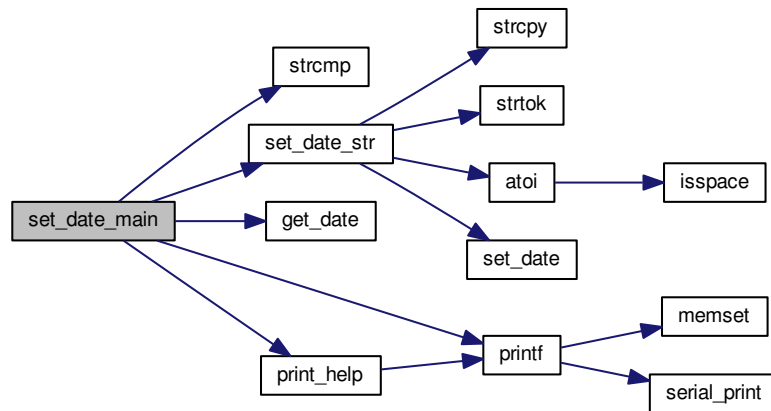 strcpy
strcmp
strtok
set_date_str
atoi
isspace
set_date_main
get_date
set_date
memset
printf
print_help
serial_print